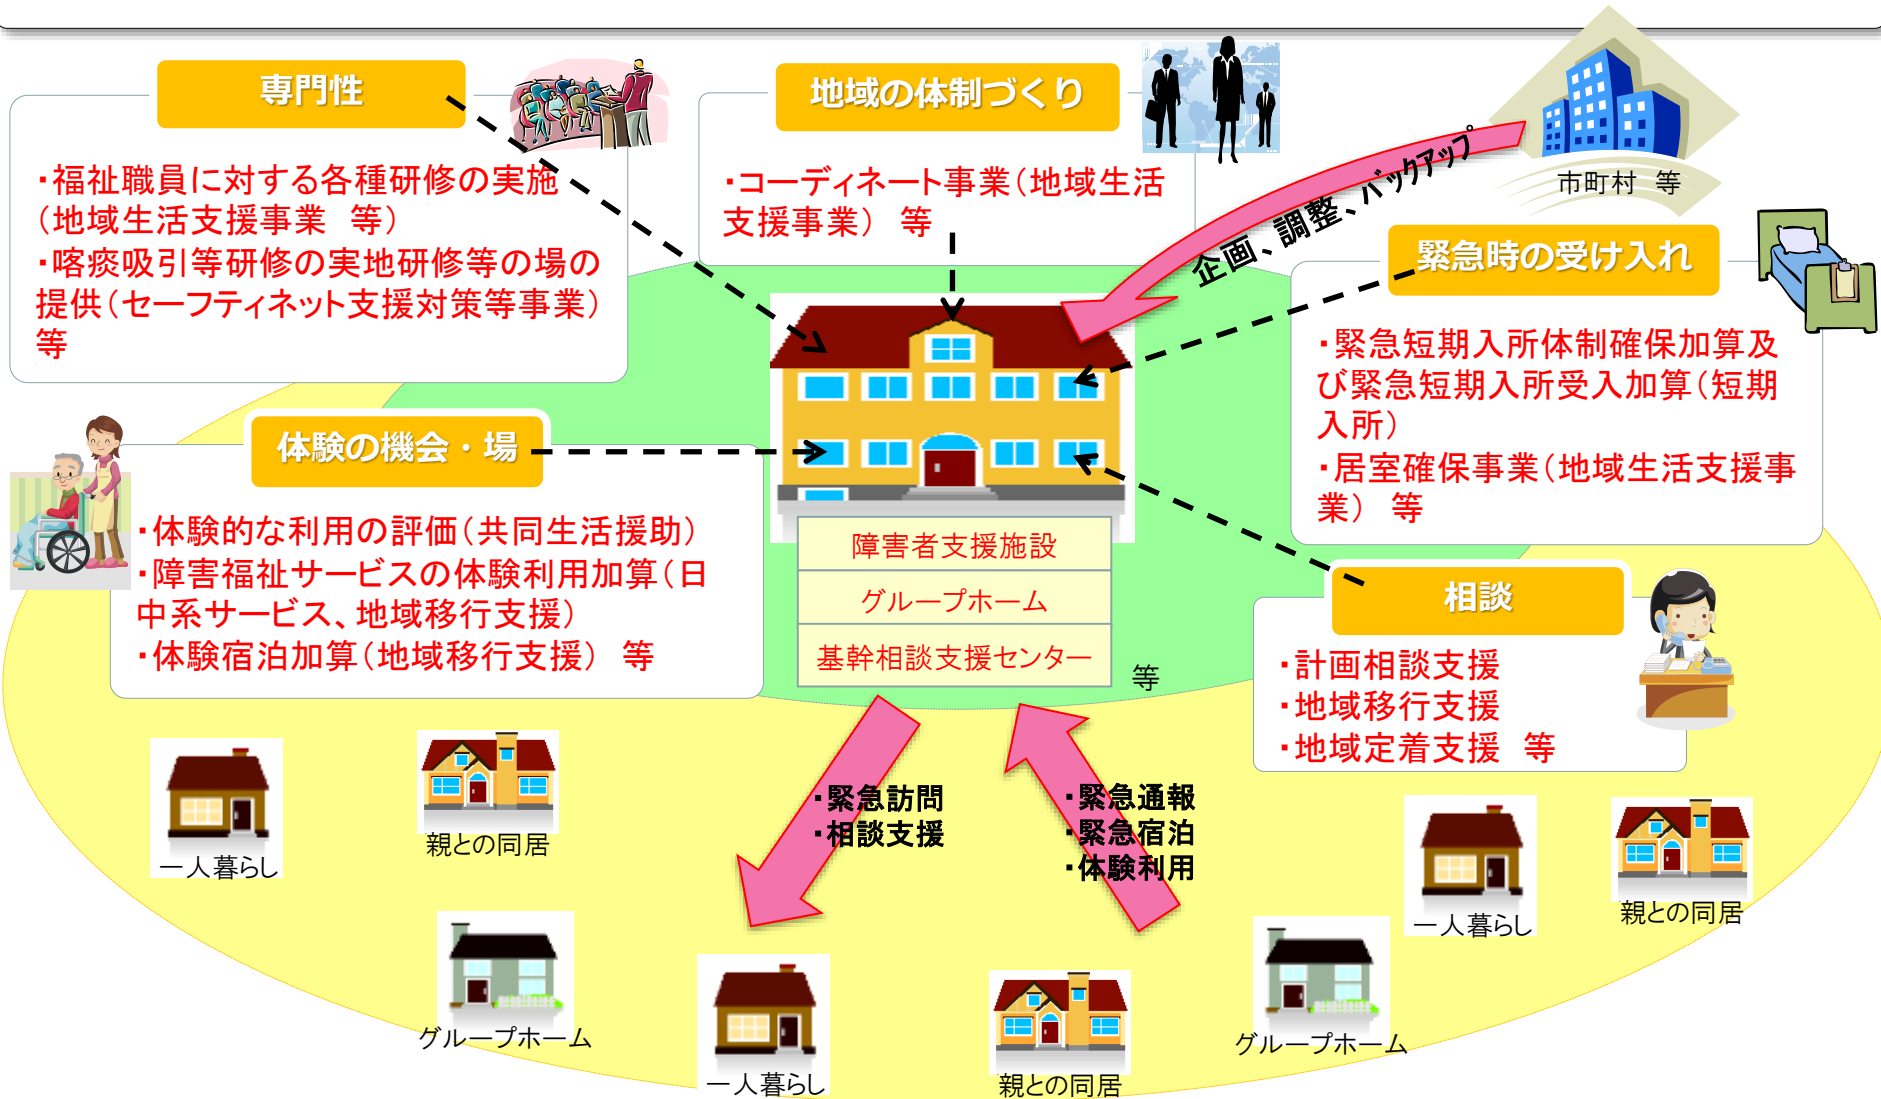 専門性
・福祉職員に対する各種研修の実施
(地域生活支援事業　等)
・喀痰吸引等研修の実地研修等の場の
提供(セーフティネット支援対策等事業)
等
地域の体制づくり
・コーディネート事業(地域生活
支援事業)　等
市町村　等
企画、調整、バックアップ
緊急時の受け入れ
・緊急短期入所体制確保加算及
び緊急短期入所受入加算(短期
入所)
・居室確保事業(地域生活支援事
業)　等
体験の機会・場
・体験的な利用の評価(共同生活援助)
・障害福祉サービスの体験利用加算(日
中系サービス、地域移行支援)
・体験宿泊加算(地域移行支援)　等
障害者支援施設
グループホーム
基幹相談支援センター
等
相談
・計画相談支援
・地域移行支援
・地域定着支援　等
・緊急訪問
・相談支援
・緊急通報
・緊急宿泊
・体験利用
一人暮らし
親との同居
グループホーム
一人暮らし
親との同居
グループホーム
一人暮らし
親との同居